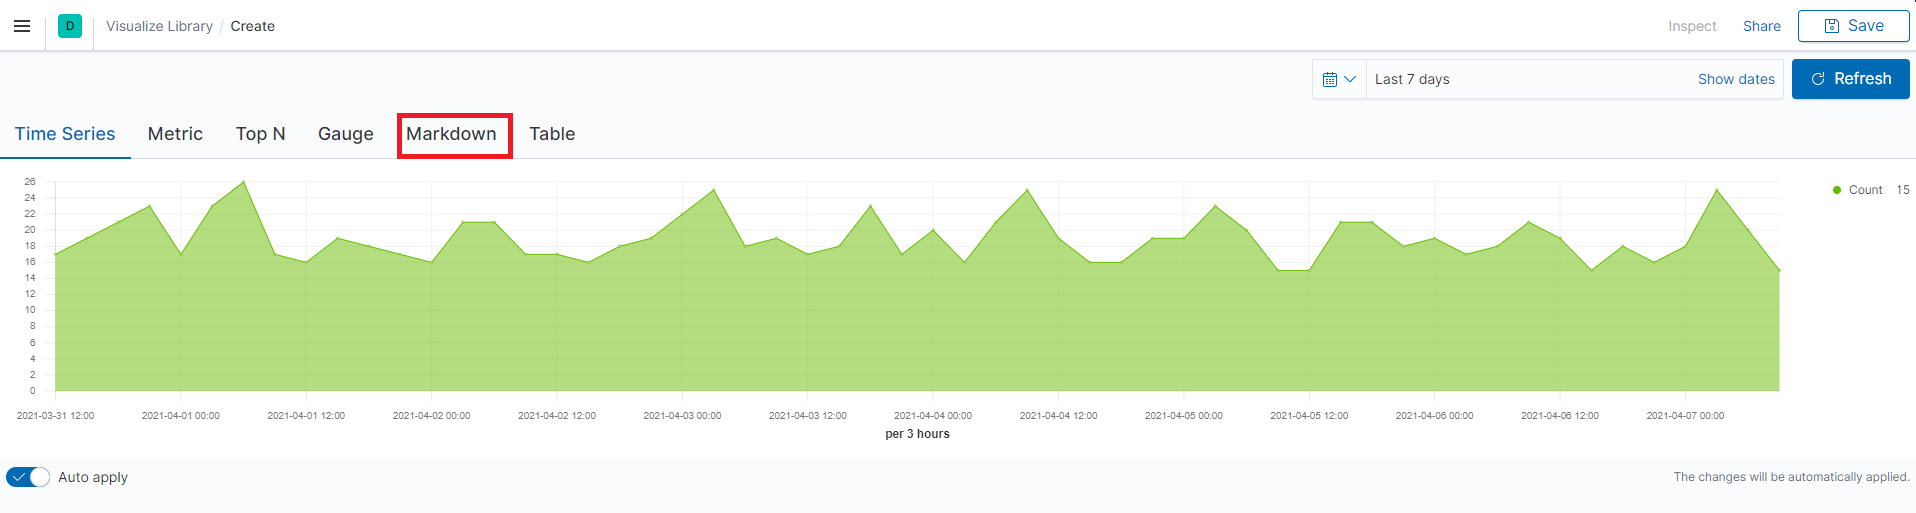 D Visualize Library / Create Inspect Share Save
Last 7 days Show dates Refresh
Time Series Metric Top N Gauge Markdown Table
26
24
22
20
18
16
14
12
10
8
6
4
2
0
Count 15
2021-03-31 12:00 2021-04-01 00:00 2021-04-01 12:00 2021-04-02 00:00 2021-04-02 12:00 2021-04-03 00:00 2021-04-03 12:00 2021-04-04 00:00 2021-04-04 12:00 2021-04-05 00:00 2021-04-05 12:00 2021-04-06 00:00 2021-04-06 12:00 2021-04-07 00:00
per 3 hours
Auto apply The changes will be automatically applied.